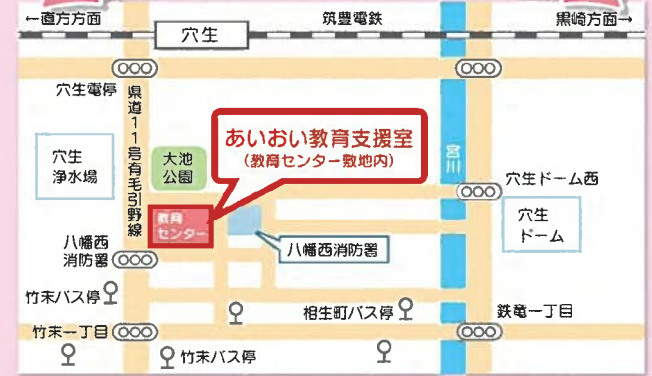 ←直方方面
筑豊電鉄
黒崎方面→
穴生
穴生電停
県道11号有毛引野線
あいおい教育支援室
(教育センター敷地内)
宮川
穴生
浄水場
大池
公園
穴生ドーム西
穴生
ドーム
教育
センター
八幡西
消防署
八幡西消防署
竹末バス停
相生町バス停
鉄竜一丁目
竹末一丁目
竹末バス停